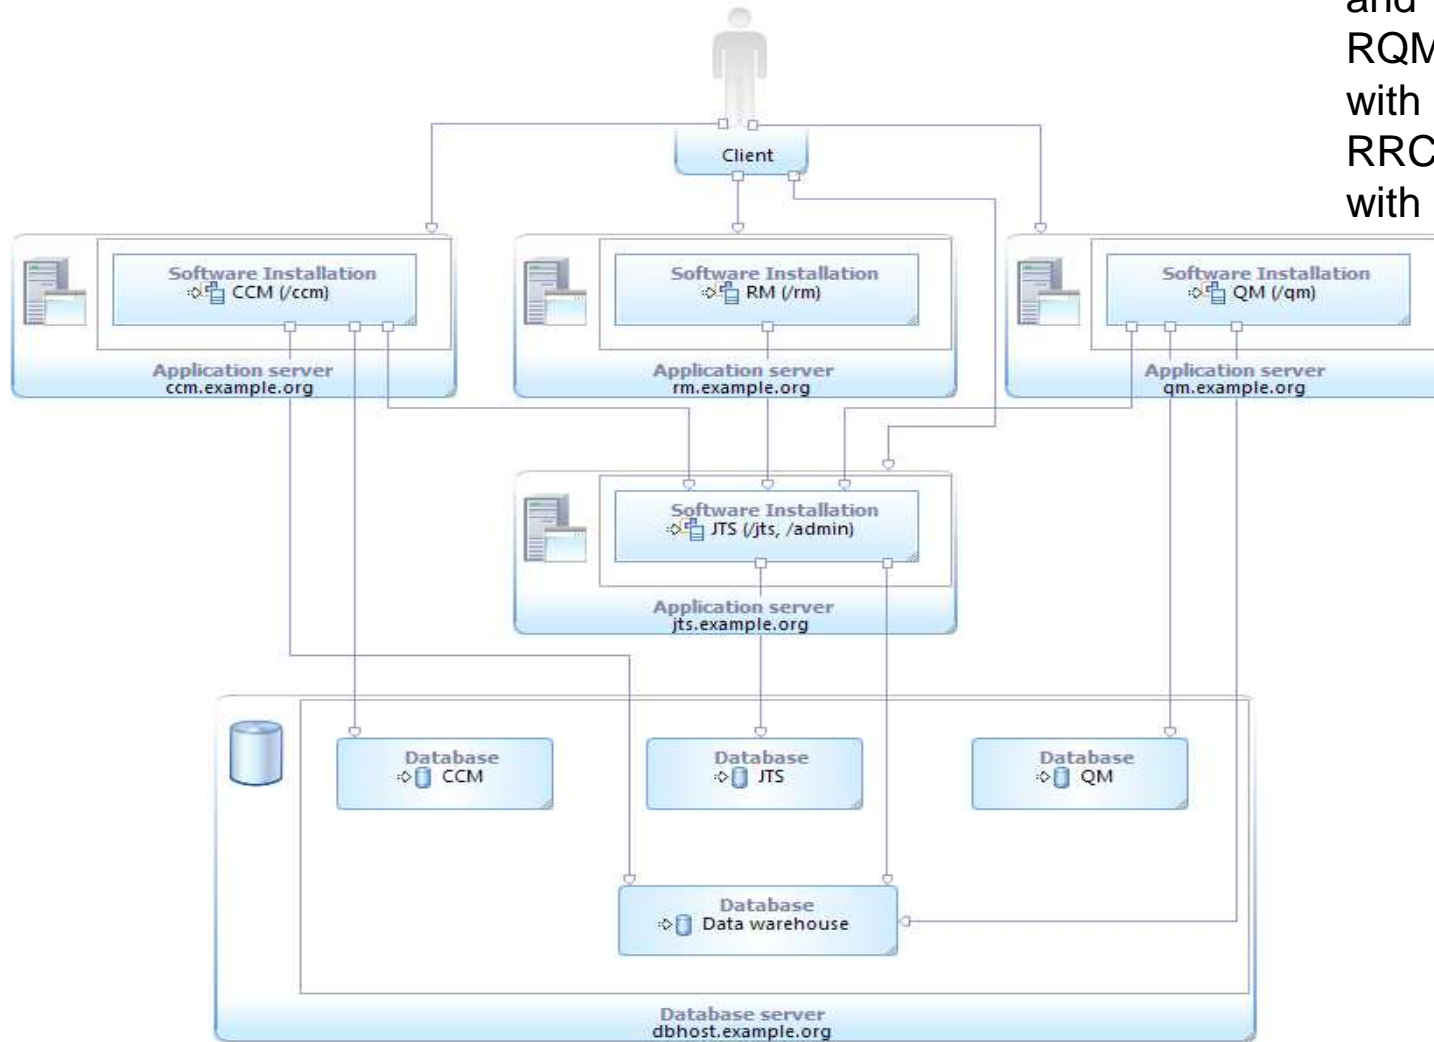 and
RQM
with
RRC
with
Client
Software Installation
CCM (/ccm)
Application server
ccm.example.org
Software Installation
RM (/rm)
Application server
rm.example.org
Software Installation
QM (/qm)
Application server
qm.example.org
Software Installation
JTS (/jts, /admin)
Application server
jts.example.org
Database
CCM
Database
JTS
Database
QM
Database
Data warehouse
Database server
dbhost.example.org